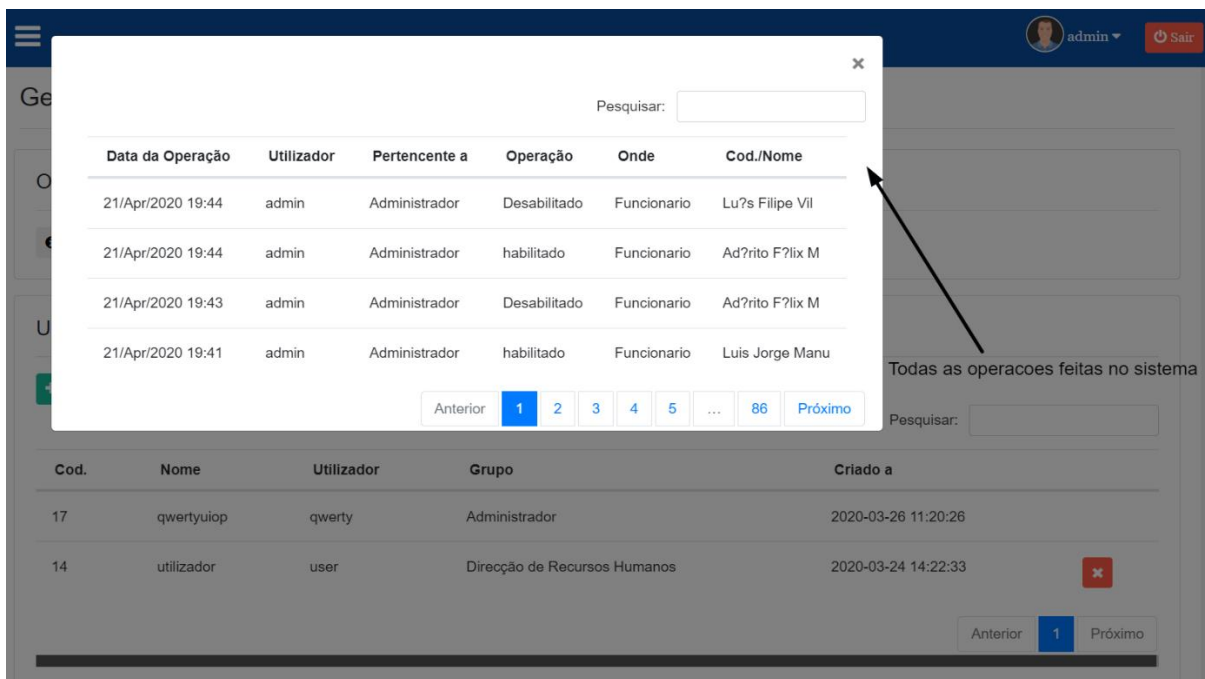 admin
Sair
Ge
×
Pesquisar:
Data da Operação Utilizador Pertencente a Operação Onde Cod./Nome
21/Apr/2020 19:44 admin Administrador Desabilitado Funcionario Lu?s Filipe Vil
21/Apr/2020 19:44 admin Administrador habilitado Funcionario Ad?rito F?lix M
21/Apr/2020 19:43 admin Administrador Desabilitado Funcionario Ad?rito F?lix M
21/Apr/2020 19:41 admin Administrador habilitado Funcionario Luis Jorge Manu
Anterior 1 2 3 4 5 ... 86 Próximo
O
U
Todas as operacoes feitas no sistema
Pesquisar:
Cod. Nome Utilizador Grupo Criado a
17 qwertyuiop qwerty Administrador 2020-03-26 11:20:26
14 utilizador user Direcção de Recursos Humanos 2020-03-24 14:22:33
Anterior 1 Próximo